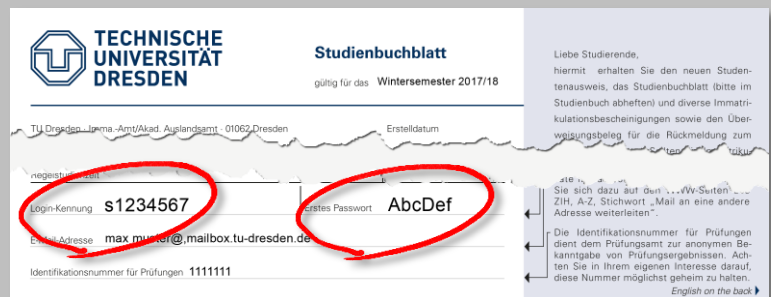 TECHNISCHE
UNIVERSITÄT
DRESDEN
Studienbuchblatt
gültig für das Wintersemester 2017/18
TU Dresden · Imma.-Amt/Akad. Auslandsamt · 01062 Dresden
Erstelldatum
Login-Kennung s1234567
Erstes Passwort AbcDef
E-Mail-Adresse max.muster@,mailbox.tu-dresden.de
Identifikationsnummer für Prüfungen 1111111
Liebe Studierende,
hiermit erhalten Sie den neuen Studen-
tenausweis, das Studienbuchblatt (bitte im
Studienbuch abheften) und diverse Immatri-
kulationsbescheinigungen sowie den Über-
weisungsbeleg für die Rückmeldung zum
Sie sich dazu auf den WWW-Seiten des
ZIH, A-Z, Stichwort „Mail an eine andere
Adresse weiterleiten".
Die Identifikationsnummer für Prüfungen
dient dem Prüfungsamt zur anonymen Be-
kanntgabe von Prüfungsergebnissen. Ach-
ten Sie in Ihrem eigenen Interesse darauf,
diese Nummer möglichst geheim zu halten.
English on the back